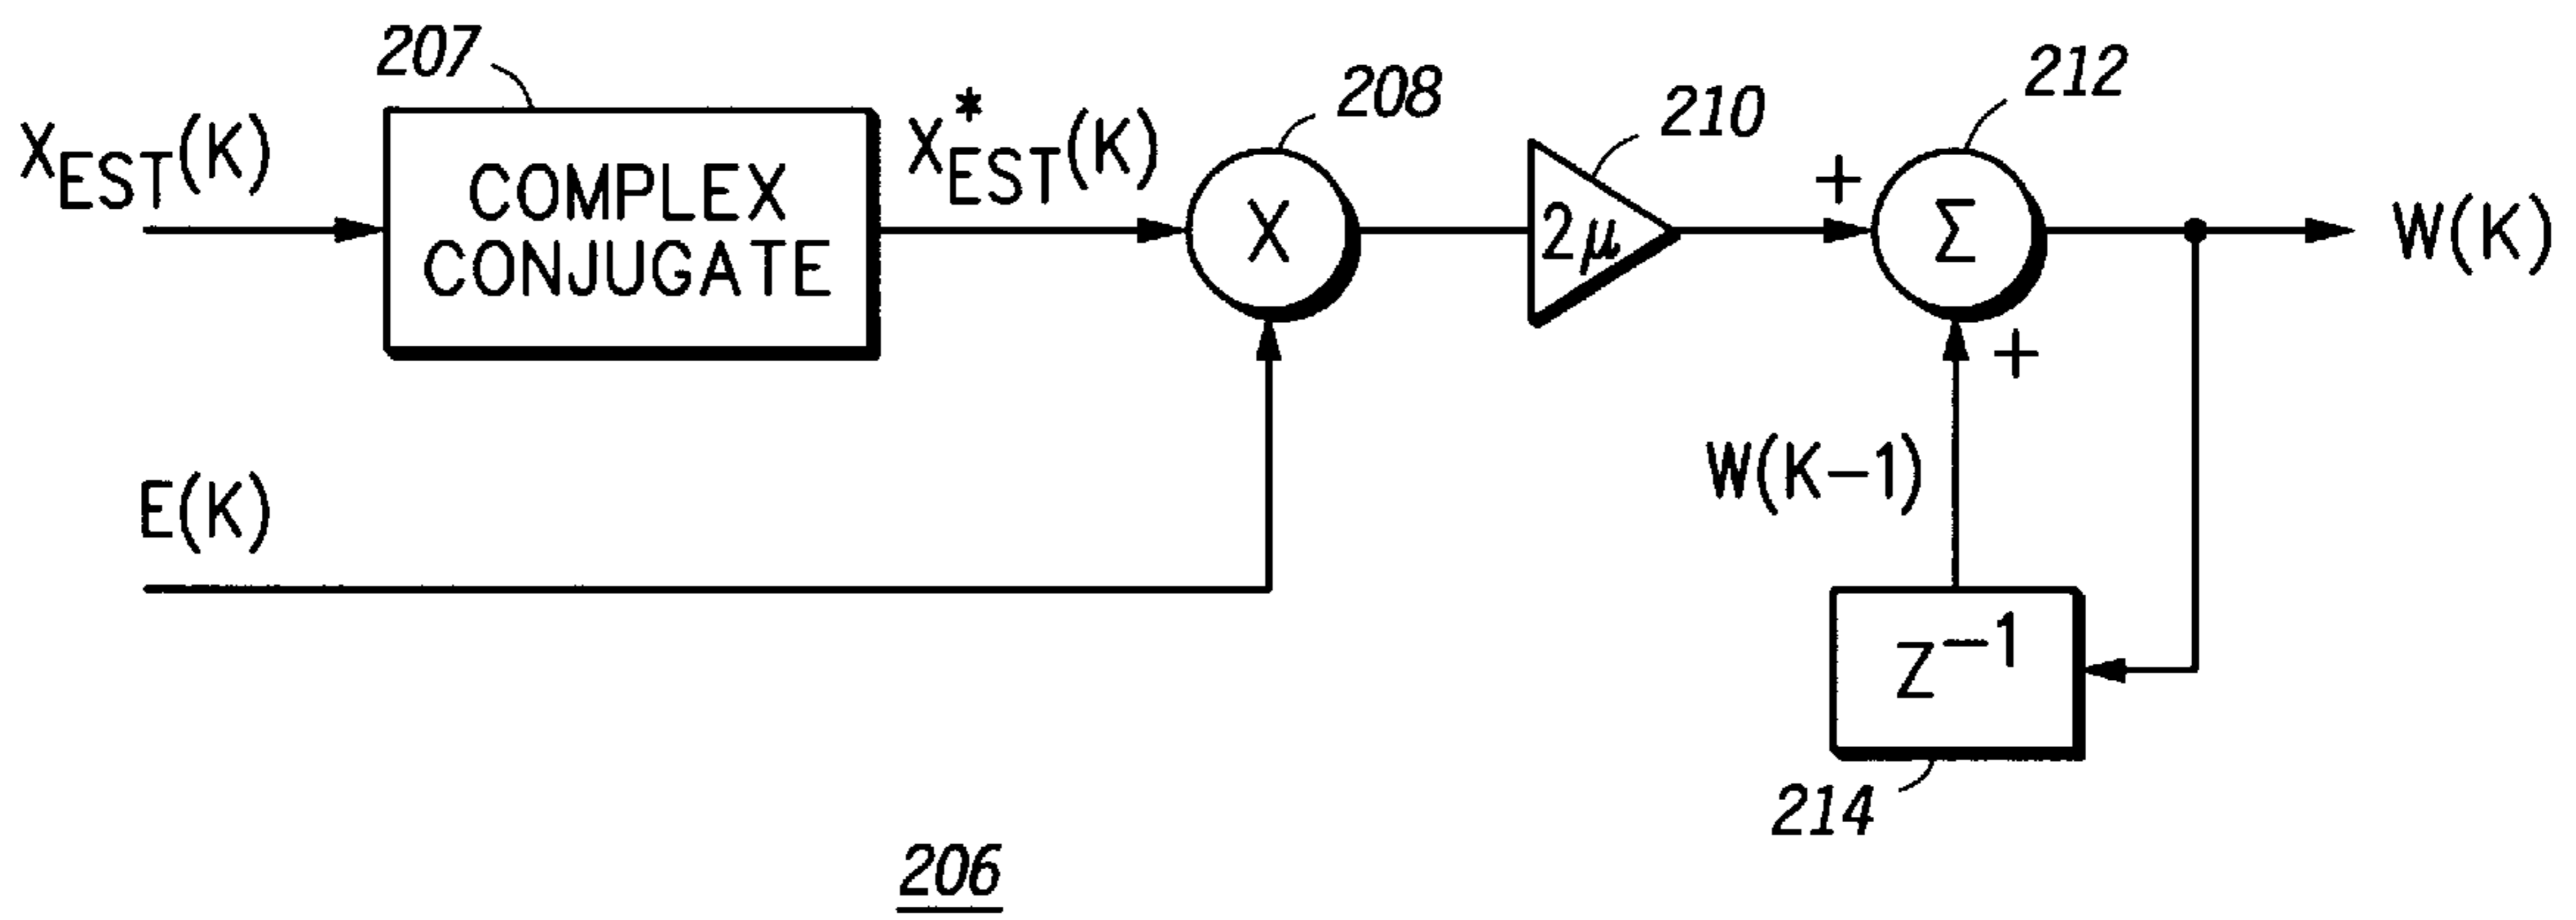 207
X_EST(K)
COMPLEX
CONJUGATE
X*_EST(K)
208
X
210
2μ
+
212
Σ
+
W(K)
E(K)
W(K-1)
Z^-1
214
206